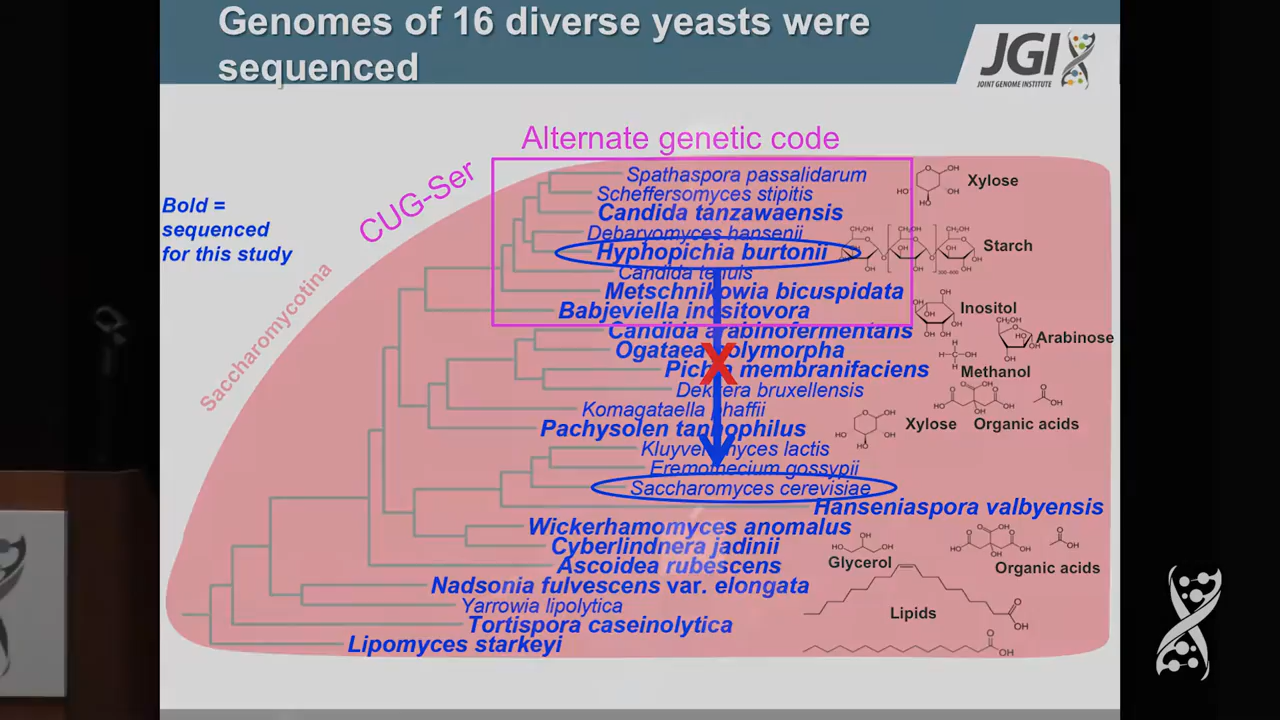 Genomes of 16 diverse yeasts were
sequenced
JGI
JOINT GENOME INSTITUTE
Alternate genetic code
CUG-Ser
Bold =
sequenced
for this study
Saccharomycotina
Spathaspora passalidarum
Scheffersomyces stipitis
Candida tanzawaensis
Debaryomyces hansenii
Hyphopichia burtonii
Candida tenuis
Metschnikowia bicuspidata
Babjeviella inositovora
Candida arabinofermentans
Ogataea polymorpha
Pichia membranifaciens
Dekkera bruxellensis
Komagataella phaffii
Pachysolen tannophilus
Kluyveromyces lactis
Eremothecium gossypii
Saccharomyces cerevisiae
Hanseniaspora valbyensis
Wickerhamomyces anomalus
Cyberlindnera jadinii
Ascoidea rubescens
Nadsonia fulvescens var. elongata
Yarrowia lipolytica
Tortispora caseinolytica
Lipomyces starkeyi
Xylose
Starch
Inositol
Arabinose
Methanol
Xylose
Organic acids
Glycerol
Organic acids
Lipids